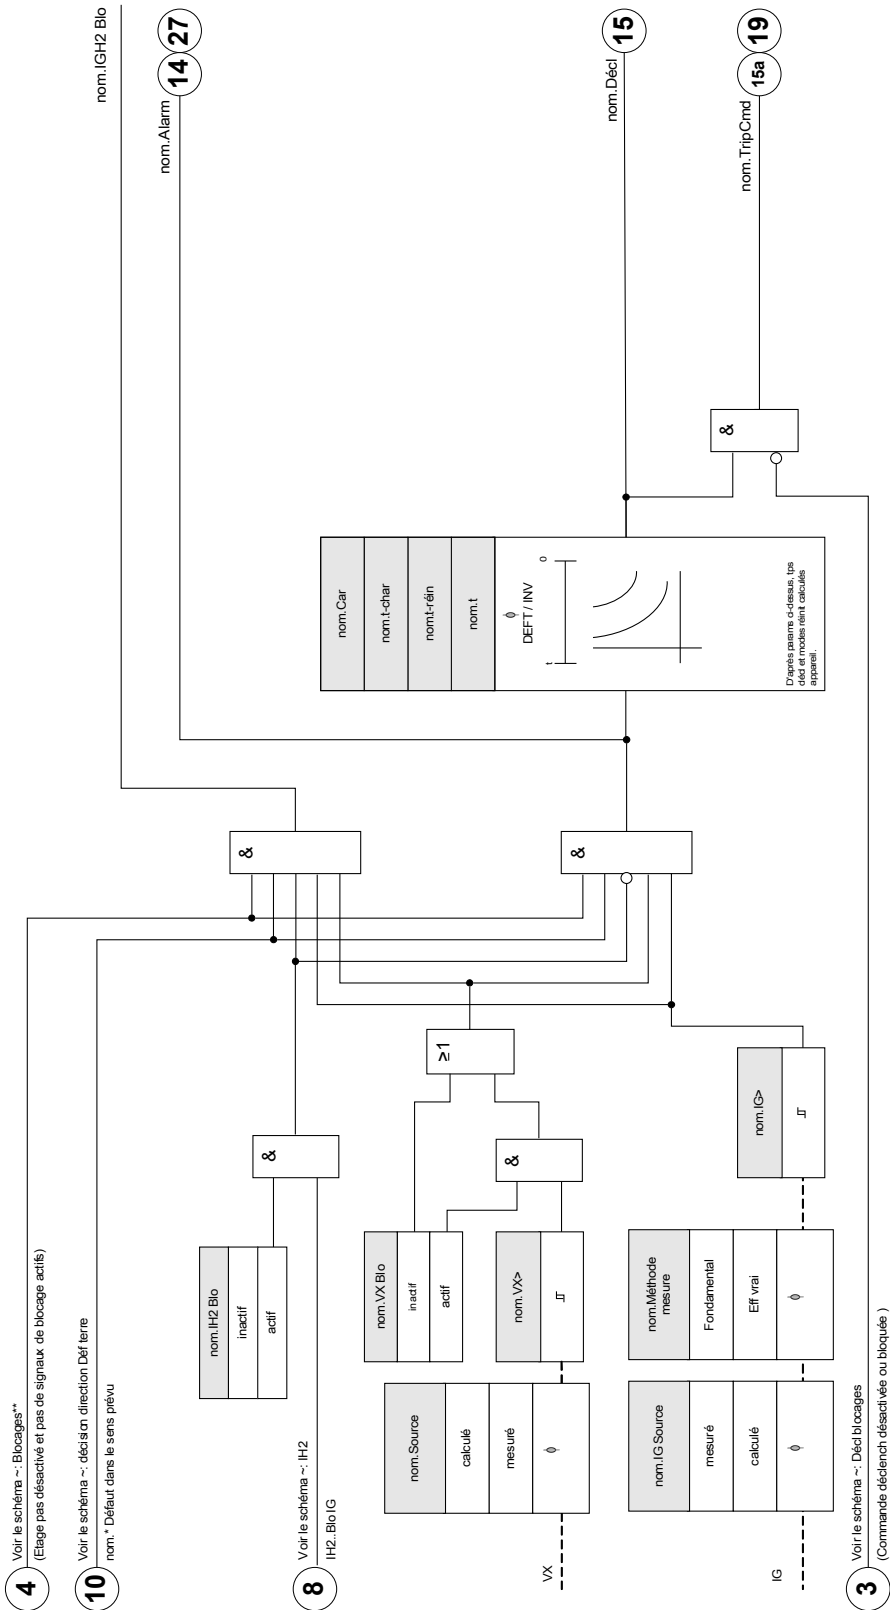 4
Voir le schéma ~: Blocages**
(Etage pas désactivé et pas de signaux de blocage actifs)
10
Voir le schéma ~: décision direction Déf terre
nom.* Défaut dans le sens prévu
nom.IH2 Blo
inactif
actif
8
Voir le schéma ~: IH2
IH2..Blo IG
&
&
nom.IGH2 Blo
nom.Alarm
14
27
nom.VX Blo
inactif
actif
nom.Source
calculé
mesuré
ϕ
nom.VX>
VX
&
≥1
&
nom.Car
nom.t-char
nom.t-réin
nom.t
ϕ
DEFT / INV
t
0
D'après params ci-dessus, tps
décl et modes réinit calculés
appareil.
nom.Décl
15
nom.IG Source
mesuré
calculé
ϕ
nom.Méthode
mesure
Fondamental
Eff vrai
ϕ
nom.IG>
IG
&
nom.TripCmd
15a
19
3
Voir le schéma ~: Décl blocages
(Commande déclench désactivée ou bloquée )